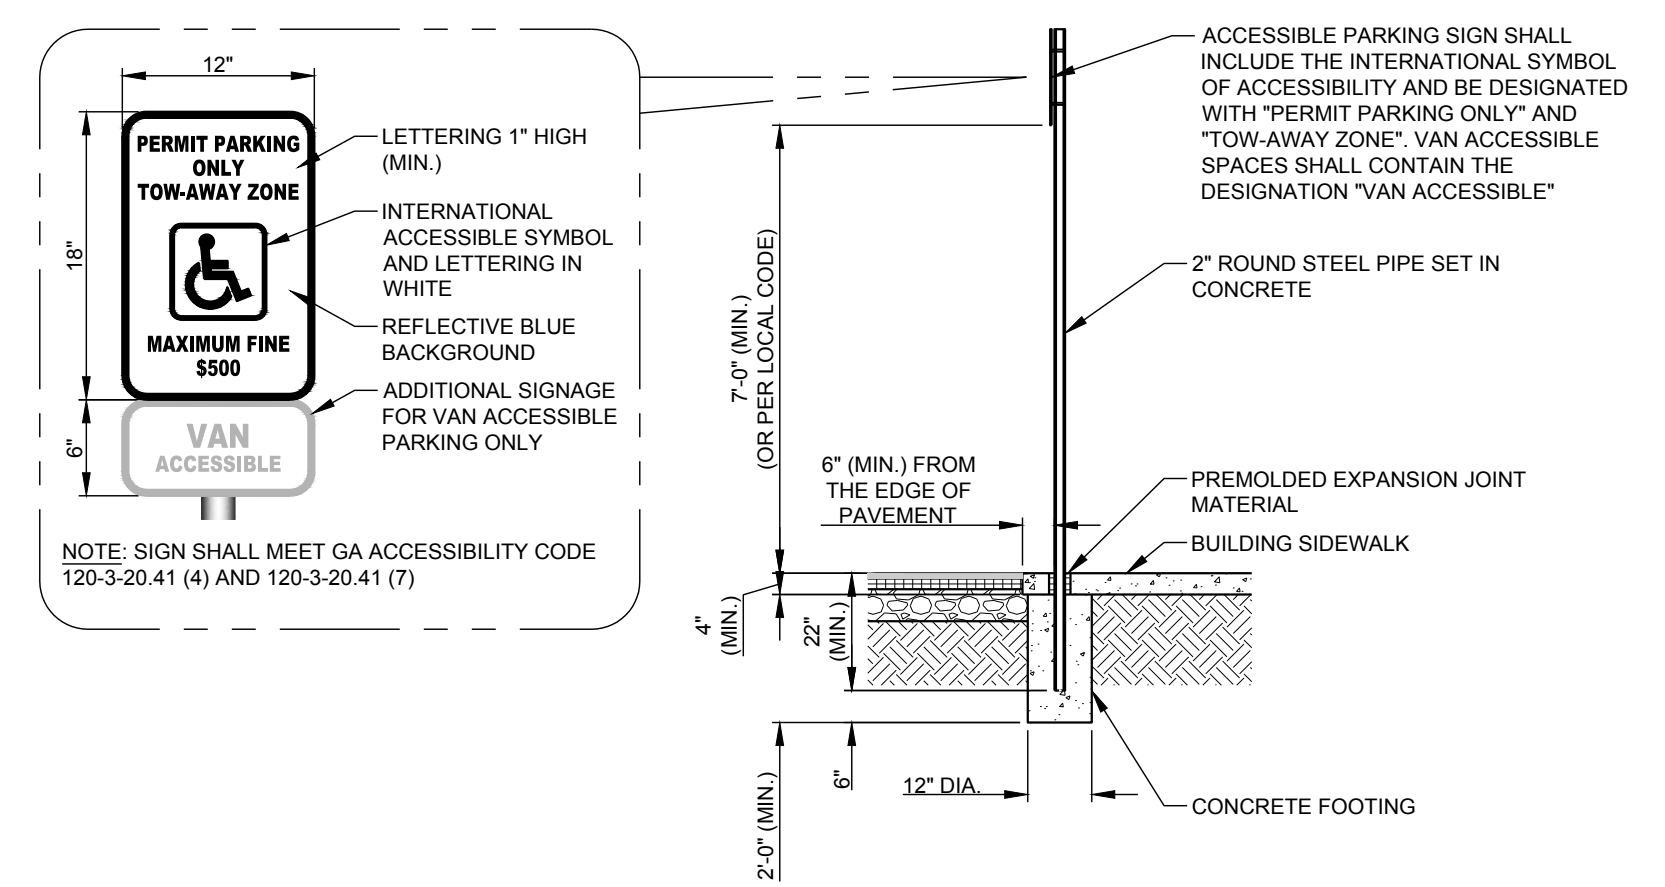 12"
18"
6"
PERMIT PARKING
ONLY
TOW-AWAY ZONE
MAXIMUM FINE
$500
VAN
ACCESSIBLE
LETTERING 1" HIGH
(MIN.)
INTERNATIONAL
ACCESSIBLE SYMBOL
AND LETTERING IN
WHITE
REFLECTIVE BLUE
BACKGROUND
ADDITIONAL SIGNAGE
FOR VAN ACCESSIBLE
PARKING ONLY
NOTE: SIGN SHALL MEET GA ACCESSIBILITY CODE
120-3-20.41 (4) AND 120-3-20.41 (7)
7'-0" (MIN.)
(OR PER LOCAL CODE)
6" (MIN.) FROM
THE EDGE OF
PAVEMENT
4"
(MIN.)
22"
(MIN.)
2'-0" (MIN.)
6"
12" DIA.
ACCESSIBLE PARKING SIGN SHALL
INCLUDE THE INTERNATIONAL SYMBOL
OF ACCESSIBILITY AND BE DESIGNATED
WITH "PERMIT PARKING ONLY" AND
"TOW-AWAY ZONE". VAN ACCESSIBLE
SPACES SHALL CONTAIN THE
DESIGNATION "VAN ACCESSIBLE"
2" ROUND STEEL PIPE SET IN
CONCRETE
PREMOLDED EXPANSION JOINT
MATERIAL
BUILDING SIDEWALK
CONCRETE FOOTING